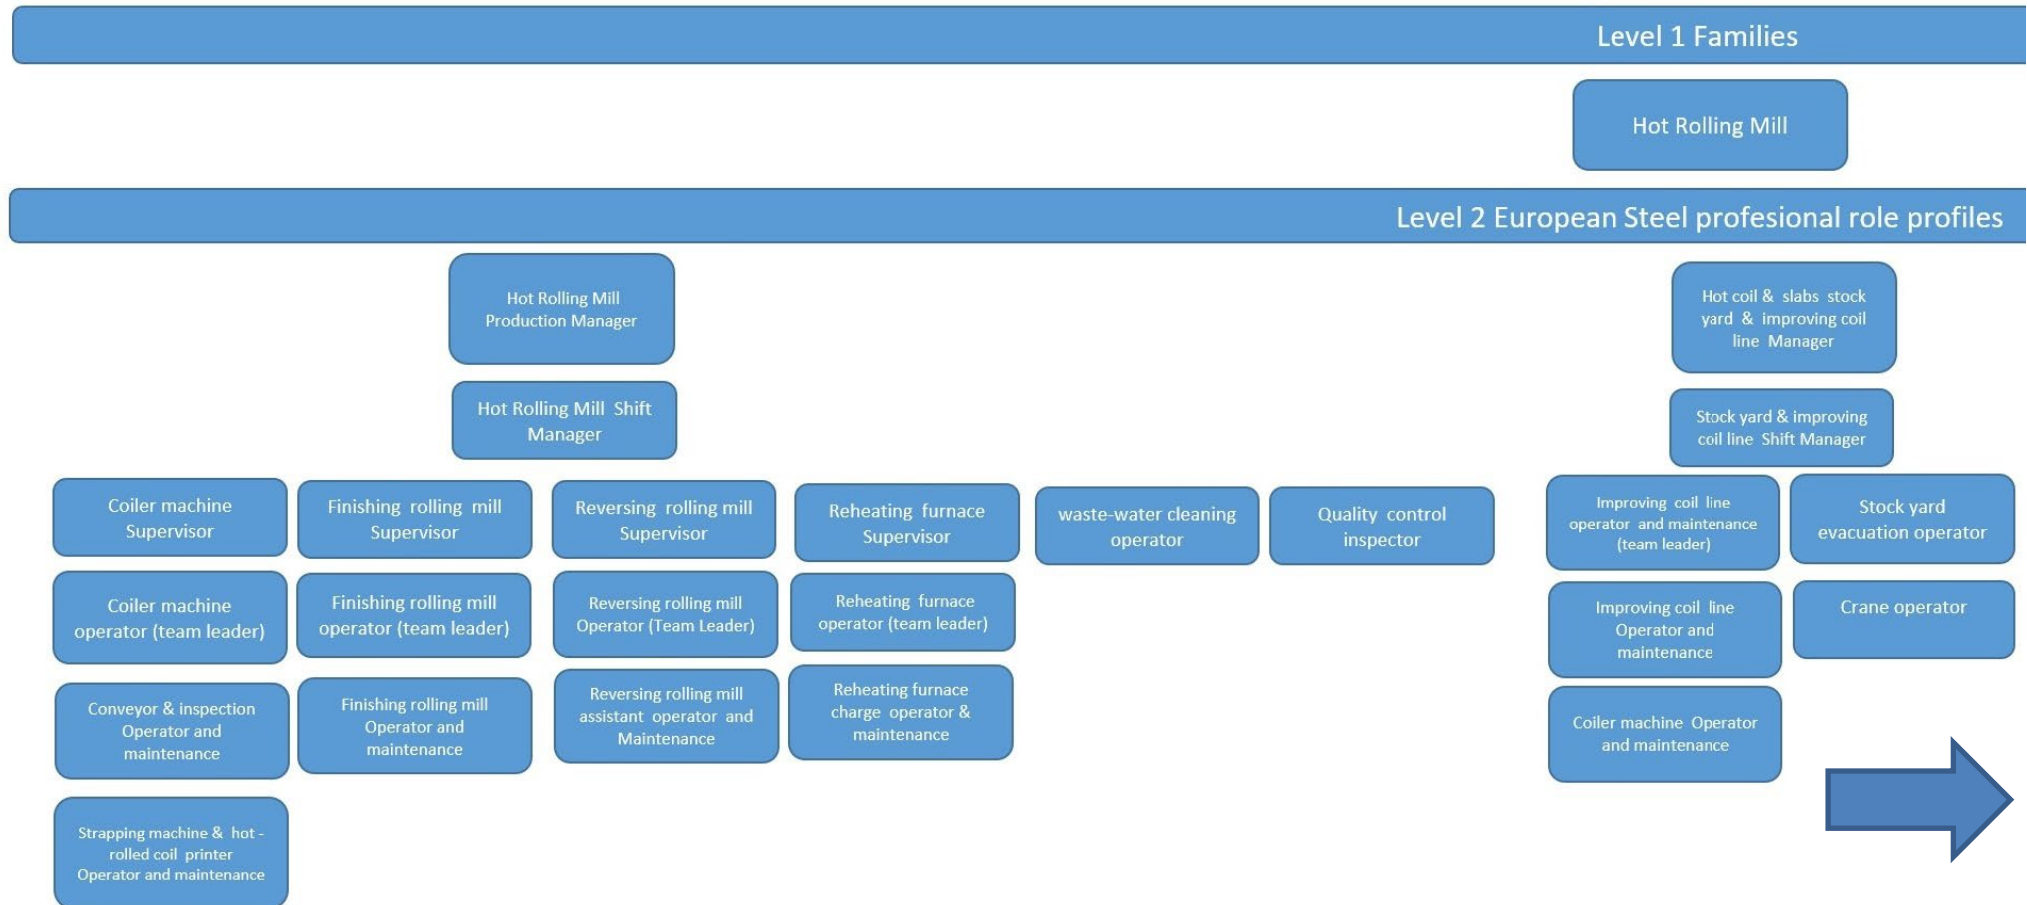 Level 1 Families
Hot Rolling Mill
Level 2 European Steel profesional role profiles
Hot Rolling Mill
Production Manager
Hot coil & slabs stock
yard & improving coil
line Manager
Hot Rolling Mill Shift
Manager
Stock yard & improving
coil line Shift Manager
Coiler machine
Supervisor
Finishing rolling mill
Supervisor
Reversing rolling mill
Supervisor
Reheating furnace
Supervisor
waste-water cleaning
operator
Quality control
inspector
Improving coil line
operator and maintenance
(team leader)
Stock yard
evacuation operator
Coiler machine
operator (team leader)
Finishing rolling mill
operator (team leader)
Reversing rolling mill
Operator (Team Leader)
Reheating furnace
operator (team leader)
Improving coil line
Operator and
maintenance
Crane operator
Conveyor & inspection
Operator and
maintenance
Finishing rolling mill
Operator and
maintenance
Reversing rolling mill
assistant operator and
Maintenance
Reheating furnace
charge operator &
maintenance
Coiler machine Operator
and maintenance
Strapping machine & hot -
rolled coil printer
Operator and maintenance